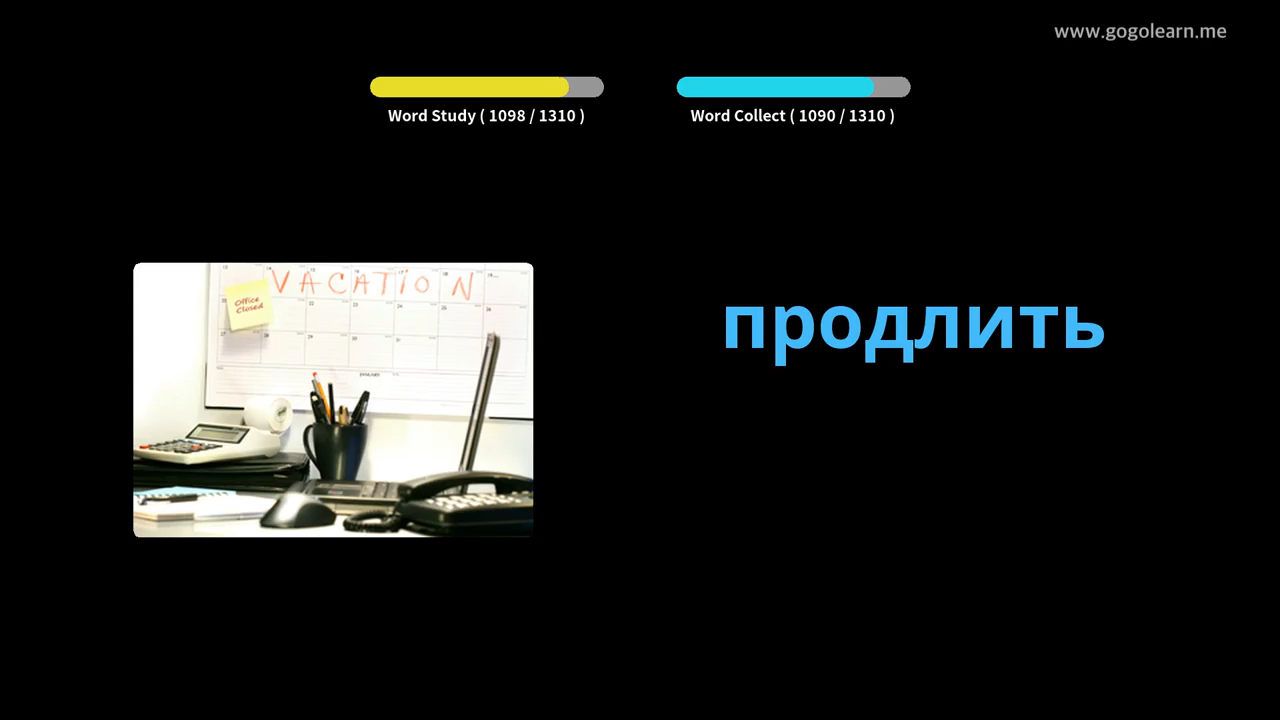 www.gogolearn.me
Word Study ( 1098 / 1310 )
Word Collect ( 1090 / 1310 )
VACATION
Office
Closed
продлить